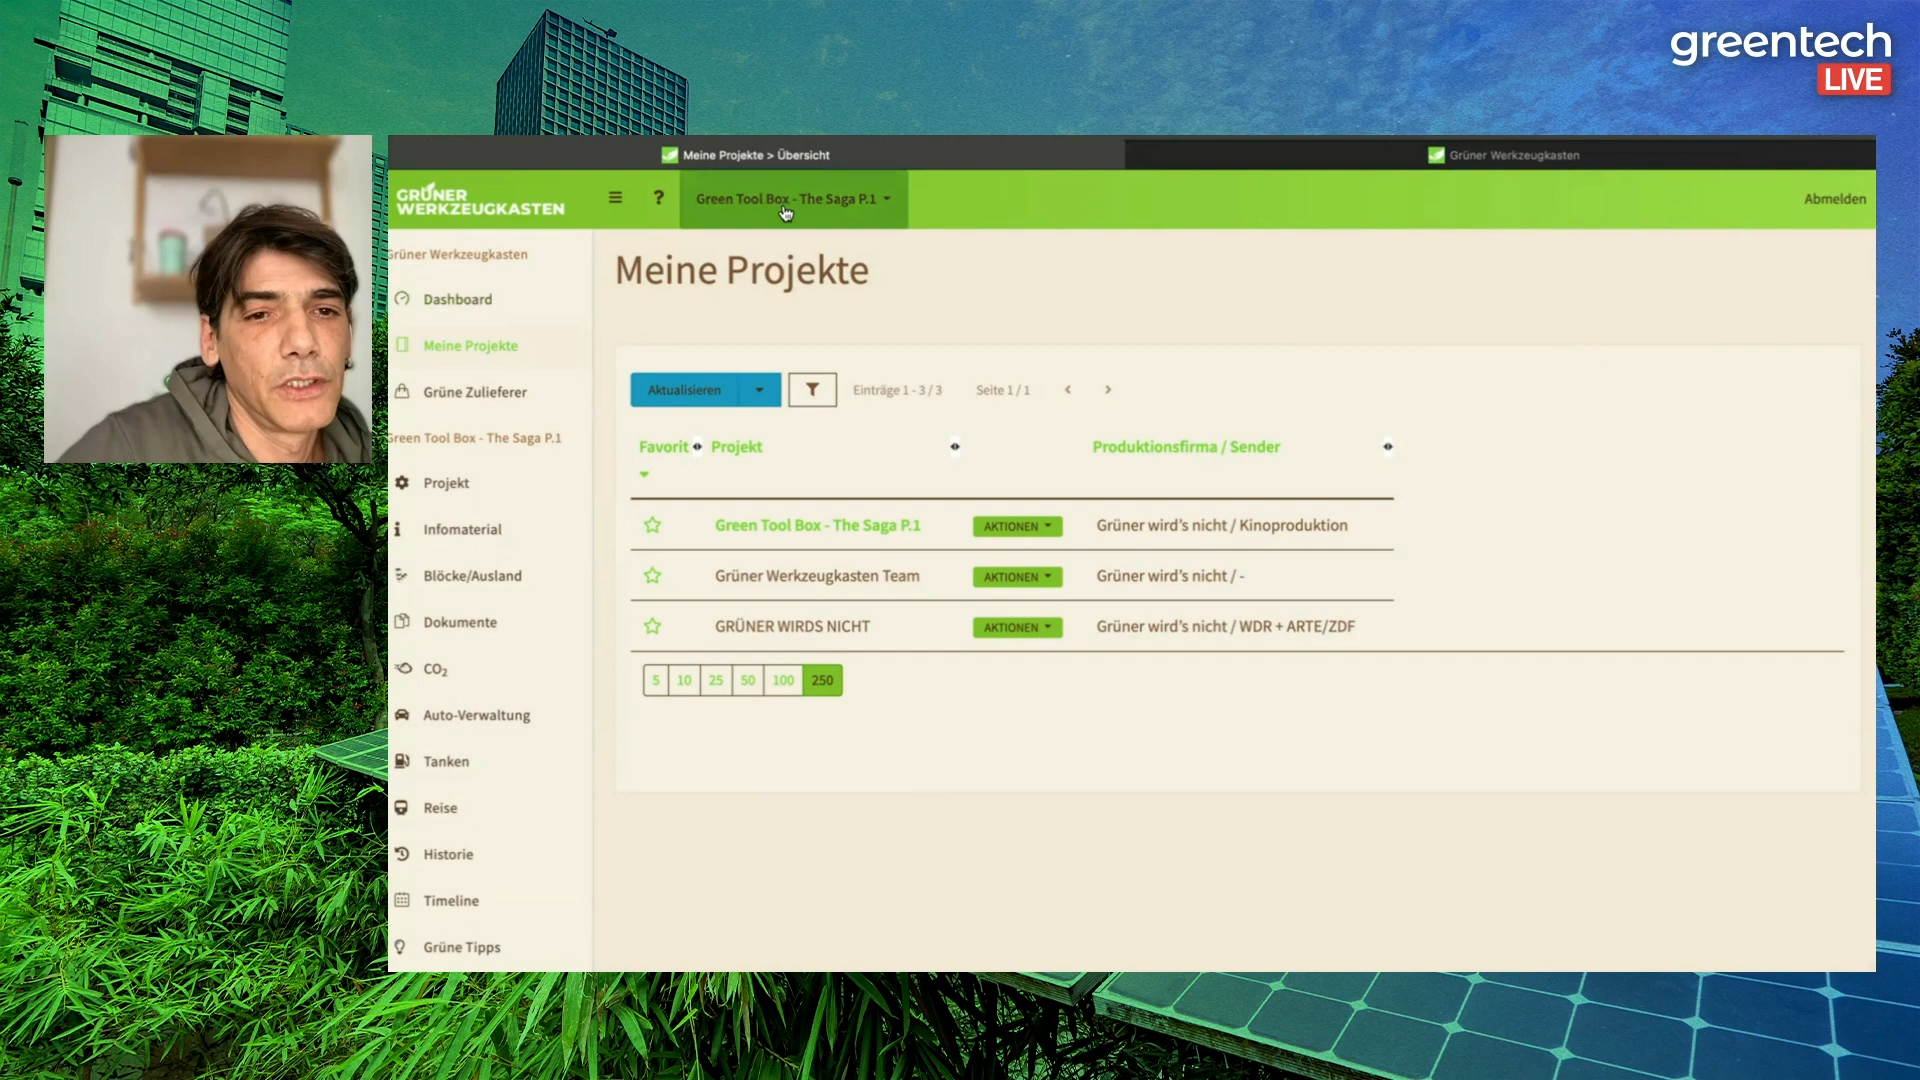 greentech
LIVE
Meine Projekte > Übersicht
Grüner Werkzeugkasten
GRÜNER
WERKZEUGKASTEN
?
Green Tool Box - The Saga P.1
Abmelden
Grüner Werkzeugkasten
Dashboard
Meine Projekte
Grüne Zulieferer
Green Tool Box - The Saga P.1
Projekt
Infomaterial
Blöcke/Ausland
Dokumente
CO₂
Auto-Verwaltung
Tanken
Reise
Historie
Timeline
Grüne Tipps
Meine Projekte
Aktualisieren
Einträge 1 - 3 / 3
Seite 1 / 1
Favorit Projekt Produktionsfirma / Sender
Green Tool Box - The Saga P.1 AKTIONEN Grüner wird's nicht / Kinoproduktion
Grüner Werkzeugkasten Team AKTIONEN Grüner wird's nicht / -
GRÜNER WIRDS NICHT AKTIONEN Grüner wird's nicht / WDR + ARTE/ZDF
5 10 25 50 100 250